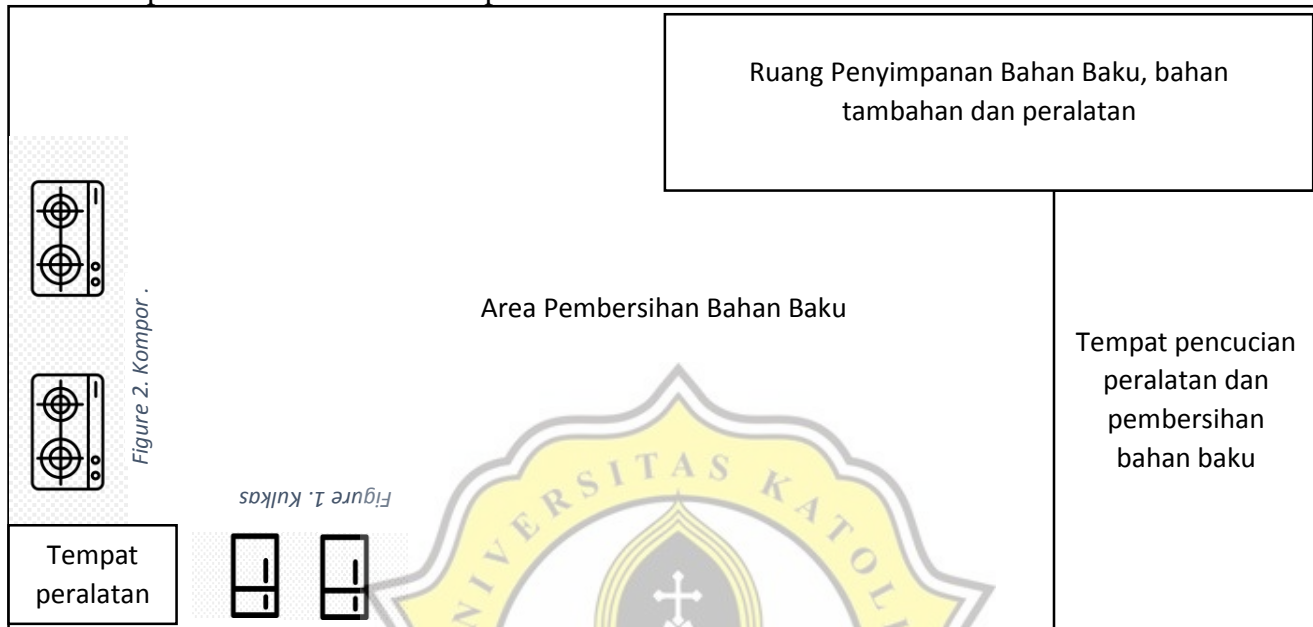 Ruang Penyimpanan Bahan Baku, bahan
tambahan dan peralatan
Area Pembersihan Bahan Baku
Tempat pencucian
peralatan dan
pembersihan
bahan baku
Figure 2. Kompor .
Figure 1. Kulkas
Tempat
peralatan